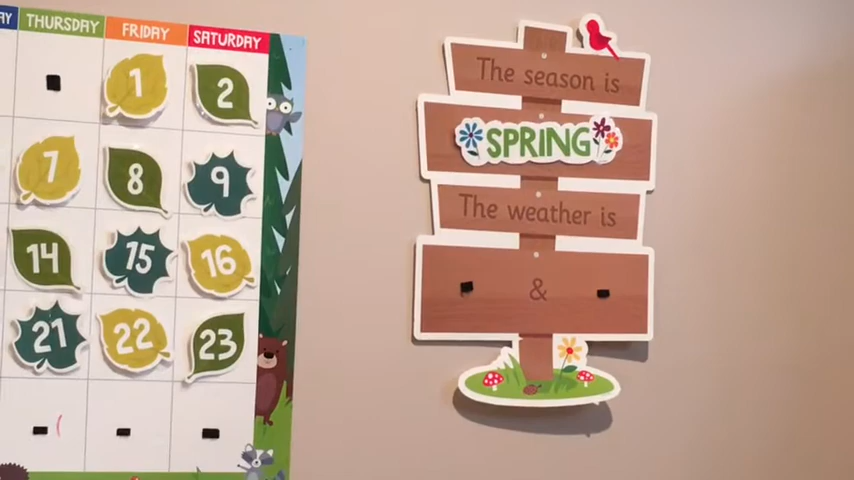 THURSDAY FRIDAY SATURDAY
1 2
7 8 9
14 15 16
21 22 23
The season is
SPRING
The weather is
&